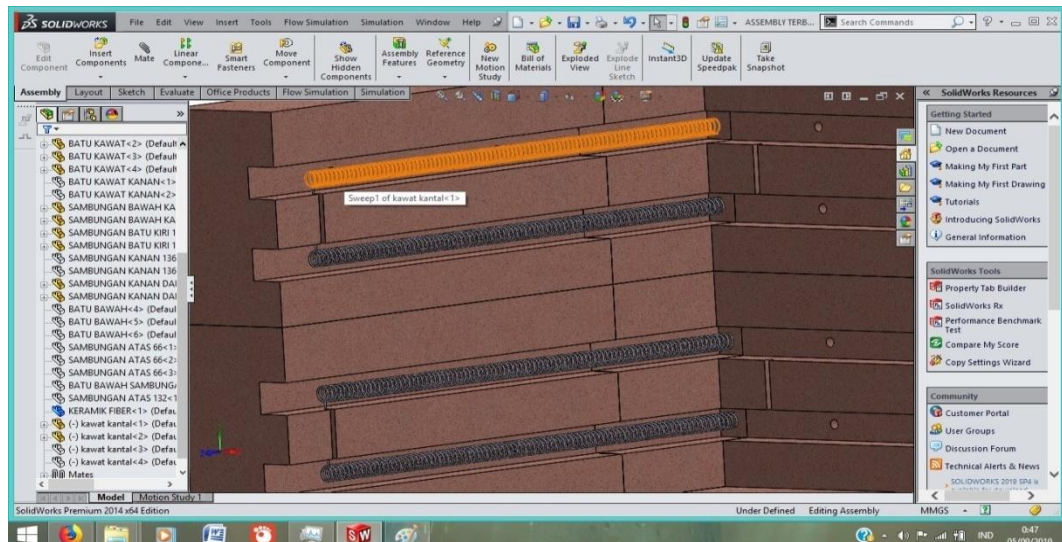 SOLIDWORKS File Edit View Insert Tools Flow Simulation Simulation Window Help ASSEMBLY TERB... Search Commands
Edit Component
Insert Components
Mate
Linear Compone...
Smart Fasteners
Move Component
Show Hidden Components
Assembly Features
Reference Geometry
New Motion Study
Bill of Materials
Exploded View
Explode Line Sketch
Instant3D
Update Speedpak
Take Snapshot
Assembly Layout Sketch Evaluate Office Products Flow Simulation Simulation
BATU KAWAT<2> (Default
BATU KAWAT<3> (Default
BATU KAWAT<4> (Default
BATU KAWAT KANAN<1>
BATU KAWAT KANAN<2>
SAMBUNGAN BAWAH KA
SAMBUNGAN BAWAH KA
SAMBUNGAN BATU KIRI 1
SAMBUNGAN BATU KIRI 1
SAMBUNGAN KANAN 136
SAMBUNGAN KANAN 136
SAMBUNGAN KANAN DAI
SAMBUNGAN KANAN DAI
BATU BAWAH<4> (Defaul
BATU BAWAH<5> (Defaul
BATU BAWAH<6> (Defaul
SAMBUNGAN ATAS 66<1>
SAMBUNGAN ATAS 66<2>
SAMBUNGAN ATAS 66<3>
BATU BAWAH SAMBUNGA
SAMBUNGAN ATAS 132<1
KERAMIK FIBER<1> (Defau
(-) kawat kantal<1> (Defau
(-) kawat kantal<2> (Defau
(-) kawat kantal<3> (Defau
(-) kawat kantal<4> (Defau
Mates
Sweep1 of kawat kantal<1>
SolidWorks Resources
Getting Started
New Document
Open a Document
Making My First Part
Making My First Drawing
Tutorials
Introducing SolidWorks
General Information
SolidWorks Tools
Property Tab Builder
SolidWorks Rx
Performance Benchmark Test
Compare My Score
Copy Settings Wizard
Community
Customer Portal
User Groups
Discussion Forum
Technical Alerts & News
SOLIDWORKS 2018 SP4 is
Model Motion Study 1
SolidWorks Premium 2014 x64 Edition Under Defined Editing Assembly MMGS
IND 0:47
05/09/2019